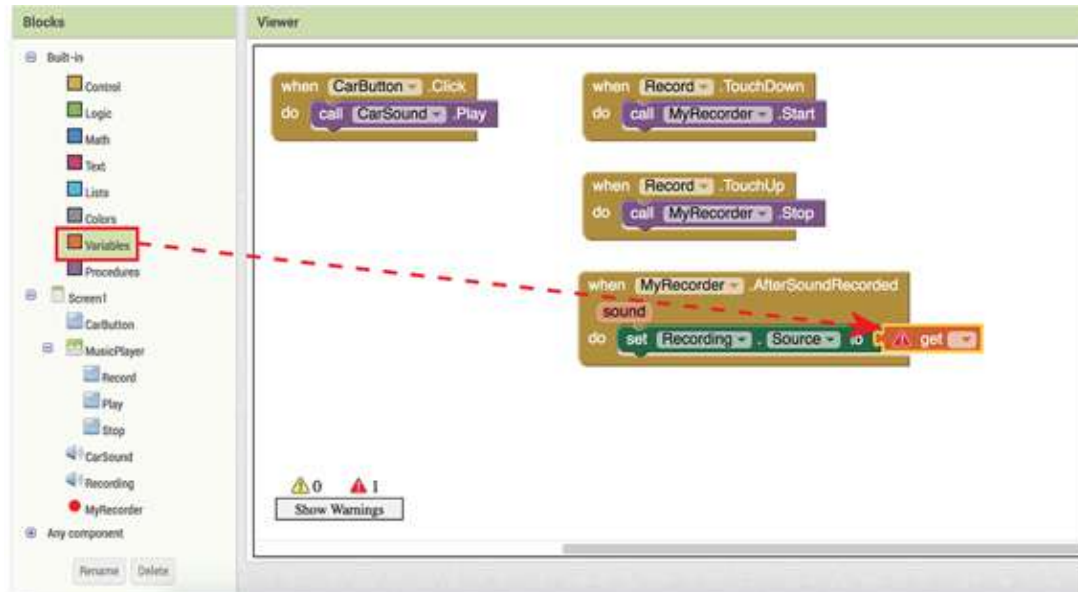 Blocks
Viewer
Built-in
Control
Logic
Math
Text
Lists
Colors
Variables
Procedures
Screen1
CarButton
MusicPlayer
Record
Play
Stop
CarSound
Recording
MyRecorder
Any component
Rename Delete
when CarButton .Click
do call CarSound .Play
when Record .TouchDown
do call MyRecorder .Start
when Record .TouchUp
do call MyRecorder .Stop
when MyRecorder .AfterSoundRecorded
sound
do set Recording . Source to get
0 1
Show Warnings